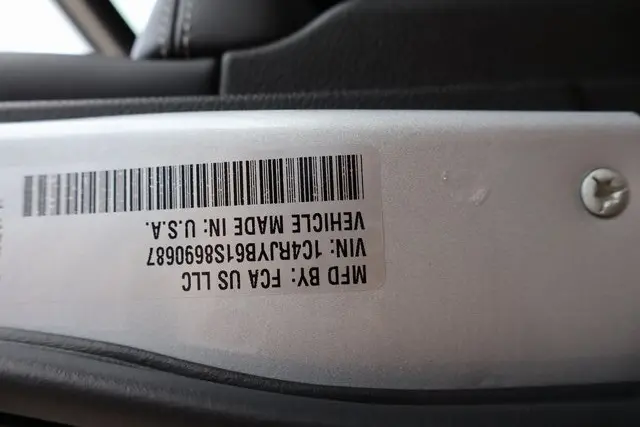 MFD BY: FCA US LLC
VIN: 1C4RJYB61S8690687
VEHICLE MADE IN: U.S.A.